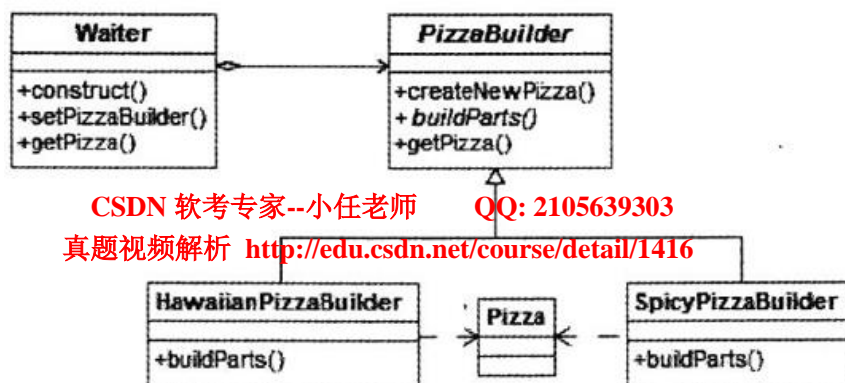 Waiter
+construct()
+setPizzaBuilder()
+getPizza()
PizzaBuilder
+createNewPizza()
+ buildParts()
+getPizza()
CSDN 软考专家--小任老师 QQ: 2105639303
真题视频解析 http://edu.csdn.net/course/detail/1416
HawaiianPizzaBuilder
+buildParts()
Pizza
SpicyPizzaBuilder
+buildParts()